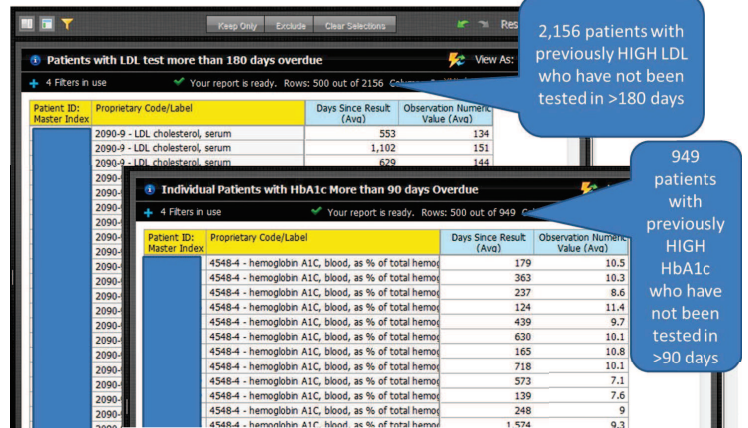 Keep Only Exclude Clear Selections
Patients with LDL test more than 180 days overdue View As:
4 Filters in use Your report is ready. Rows: 500 out of 2156
Patient ID: Master Index Proprietary Code/Label Days Since Result (Avg) Observation Numeric Value (Avg)
2090-9 - LDL cholesterol, serum 553 134
2090-9 - LDL cholesterol, serum 1,102 151
2090-9 - LDL cholesterol, serum 629 144
2,156 patients with
previously HIGH LDL
who have not been
tested in >180 days
Individual Patients with HbA1c More than 90 days Overdue
4 Filters in use Your report is ready. Rows: 500 out of 949
Patient ID: Master Index Proprietary Code/Label Days Since Result (Avg) Observation Numeric Value (Avg)
4548-4 - hemoglobin A1C, blood, as % of total hemog 179 10.5
4548-4 - hemoglobin A1C, blood, as % of total hemog 363 10.3
4548-4 - hemoglobin A1C, blood, as % of total hemog 237 8.6
4548-4 - hemoglobin A1C, blood, as % of total hemog 124 11.4
4548-4 - hemoglobin A1C, blood, as % of total hemog 439 9.7
4548-4 - hemoglobin A1C, blood, as % of total hemog 630 10.1
4548-4 - hemoglobin A1C, blood, as % of total hemog 165 10.8
4548-4 - hemoglobin A1C, blood, as % of total hemog 718 10.1
4548-4 - hemoglobin A1C, blood, as % of total hemog 573 7.1
4548-4 - hemoglobin A1C, blood, as % of total hemog 139 7.6
4548-4 - hemoglobin A1C, blood, as % of total hemog 248 9
4548-4 - hemoglobin A1C, blood, as % of total hemog 1,574 9.3
949
patients
with
previously
HIGH
HbA1c
who have
not been
tested in
>90 days